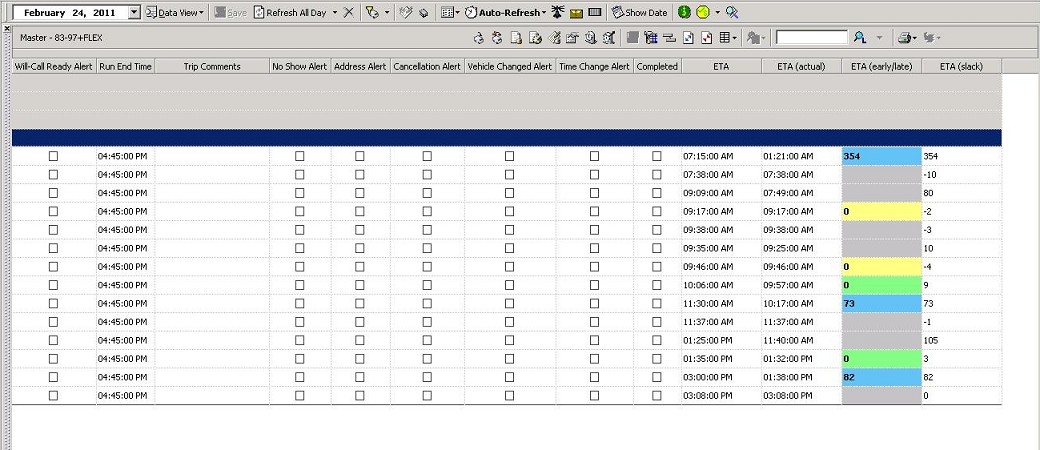 February 24, 2011 Data View Save Refresh All Day Auto-Refresh Show Date
Master - 83-97+FLEX
Will-Call Ready Alert Run End Time Trip Comments No Show Alert Address Alert Cancellation Alert Vehicle Changed Alert Time Change Alert Completed ETA ETA (actual) ETA (early/late) ETA (slack)
04:45:00 PM 07:15:00 AM 01:21:00 AM 354 354
04:45:00 PM 07:38:00 AM 07:38:00 AM -10
04:45:00 PM 09:09:00 AM 07:49:00 AM 80
04:45:00 PM 09:17:00 AM 09:17:00 AM 0 -2
04:45:00 PM 09:38:00 AM 09:38:00 AM -3
04:45:00 PM 09:35:00 AM 09:25:00 AM 10
04:45:00 PM 09:46:00 AM 09:46:00 AM 0 -4
04:45:00 PM 10:06:00 AM 09:57:00 AM 0 9
04:45:00 PM 11:30:00 AM 10:17:00 AM 73 73
04:45:00 PM 11:37:00 AM 11:37:00 AM -1
04:45:00 PM 01:25:00 PM 11:40:00 AM 105
04:45:00 PM 01:35:00 PM 01:32:00 PM 0 3
04:45:00 PM 03:00:00 PM 01:38:00 PM 82 82
04:45:00 PM 03:08:00 PM 03:08:00 PM 0